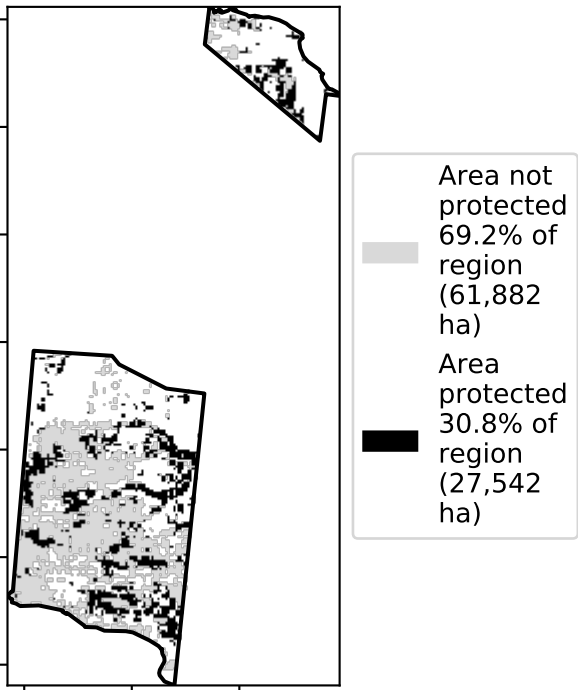 Area not
protected
69.2% of
region
(61,882
ha)
Area
protected
30.8% of
region
(27,542
ha)